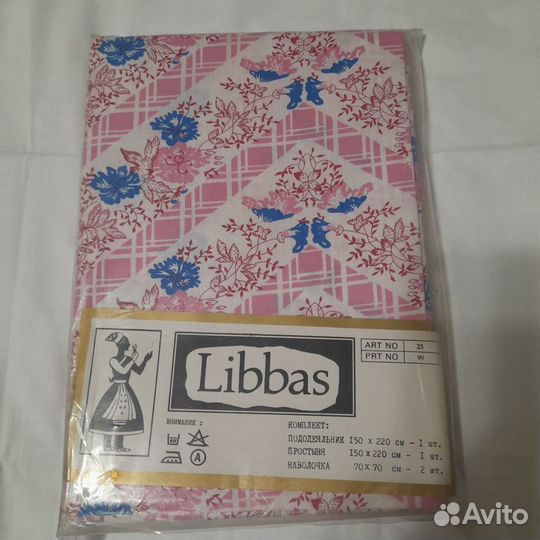 Libbas
ART NO 25
PRT NO 99
ВНИМАНИЕ :
60
A
КОМПЛЕКТ:
ПОДОДЕЯЛЬНИК 150 x 220 см - 1 шт.
ПРОСТЫНЯ 150 x 220 см - 1 шт.
НАВОЛОЧКА 70 x 70 см - 2 шт.
Avito